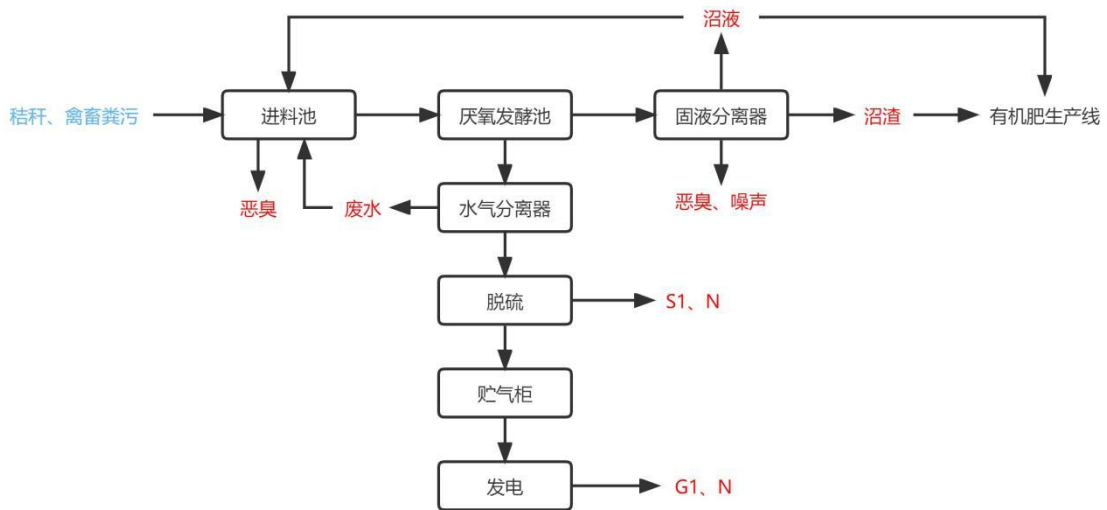 沼液
秸秆、禽畜粪污
进料池
厌氧发酵池
固液分离器
沼渣
有机肥生产线
恶臭
废水
水气分离器
恶臭、噪声
脱硫
S1、N
贮气柜
发电
G1、N